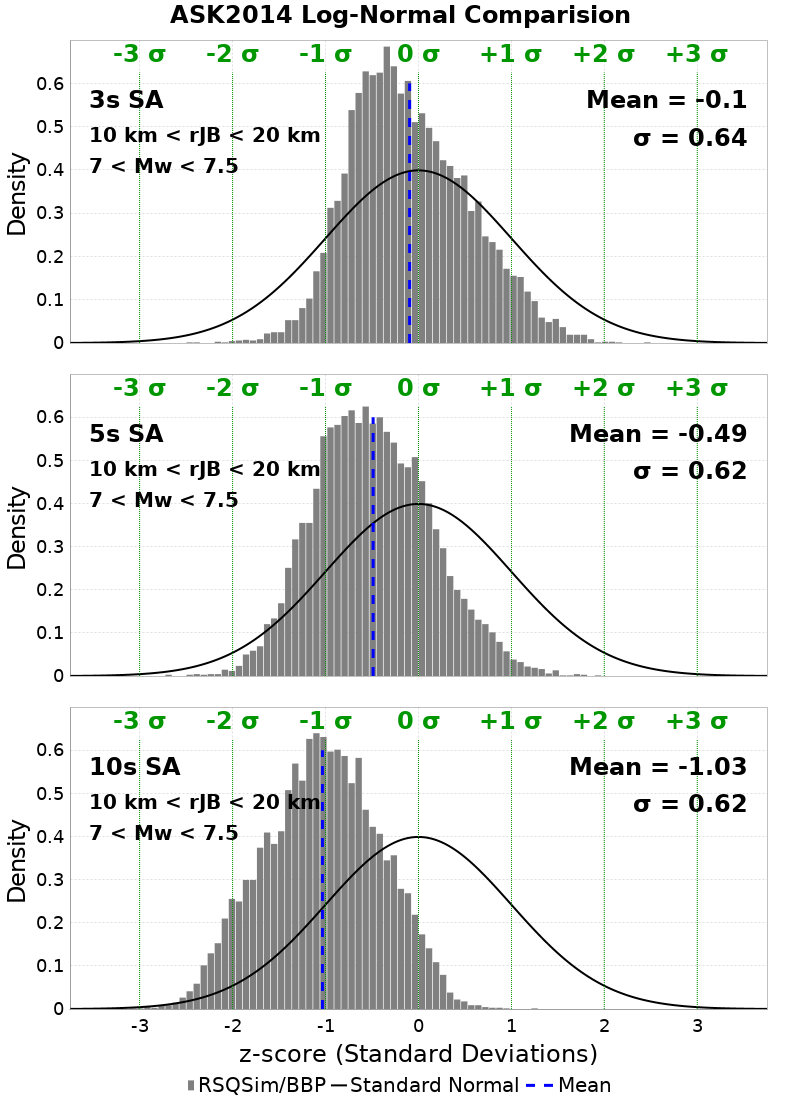 ASK2014 Log-Normal Comparision
-3 σ -2 σ -1 σ 0 σ +1 σ +2 σ +3 σ
3s SA
10 km < rJB < 20 km
7 < Mw < 7.5
Mean = -0.1
σ = 0.64
Density
0.6
0.5
0.4
0.3
0.2
0.1
0
-3 σ -2 σ -1 σ 0 σ +1 σ +2 σ +3 σ
5s SA
10 km < rJB < 20 km
7 < Mw < 7.5
Mean = -0.49
σ = 0.62
Density
0.6
0.5
0.4
0.3
0.2
0.1
0
-3 σ -2 σ -1 σ 0 σ +1 σ +2 σ +3 σ
10s SA
10 km < rJB < 20 km
7 < Mw < 7.5
Mean = -1.03
σ = 0.62
Density
0.6
0.5
0.4
0.3
0.2
0.1
0
-3 -2 -1 0 1 2 3
z-score (Standard Deviations)
RSQSim/BBP Standard Normal Mean